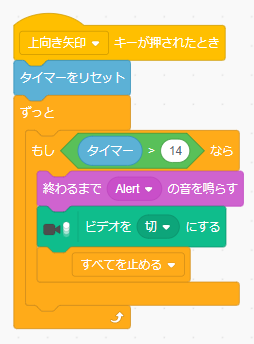 上向き矢印 キーが押されたとき
タイマーをリセット
ずっと
もし タイマー > 14 なら
終わるまで Alert の音を鳴らす
ビデオを 切 にする
すべてを止める